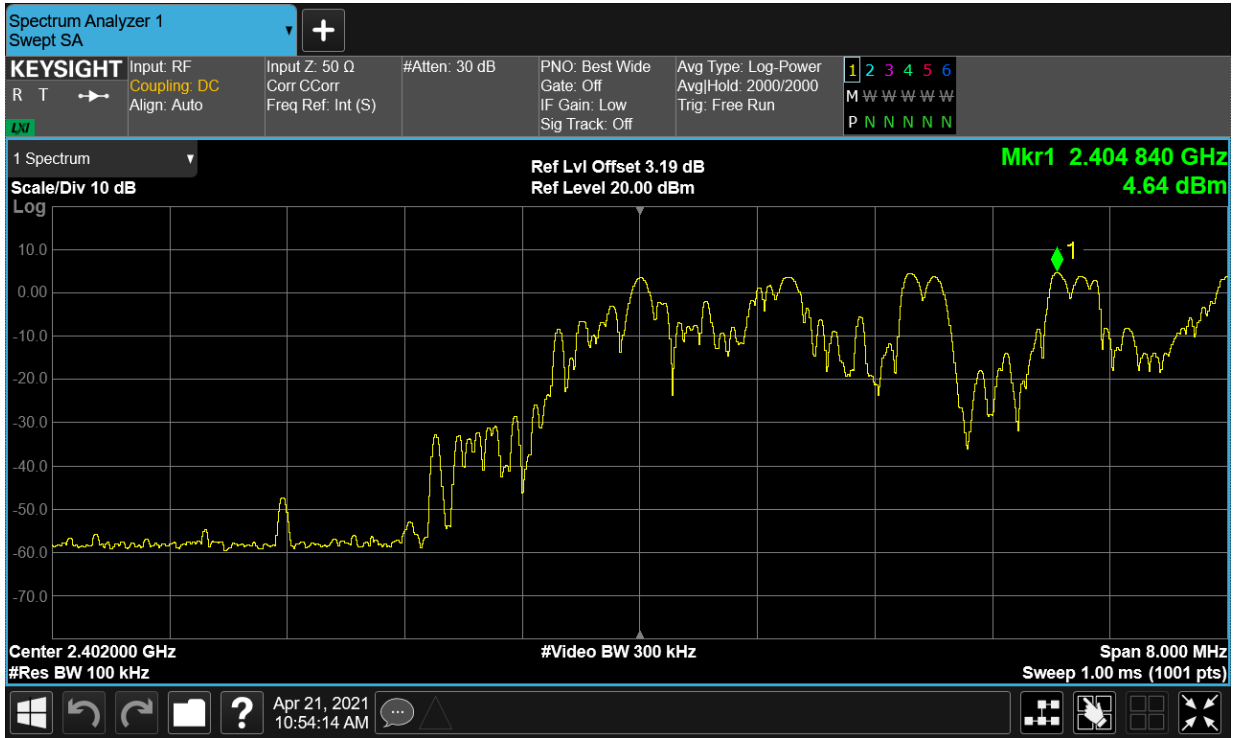 Spectrum Analyzer 1
Swept SA
KEYSIGHT
R T
LXI
Input: RF
Coupling: DC
Align: Auto
Input Z: 50 Ω
Corr CCorr
Freq Ref: Int (S)
#Atten: 30 dB
PNO: Best Wide
Gate: Off
IF Gain: Low
Sig Track: Off
Avg Type: Log-Power
Avg|Hold: 2000/2000
Trig: Free Run
1 2 3 4 5 6
M W W W W W
P N N N N N
1 Spectrum
Scale/Div 10 dB
Log
Ref Lvl Offset 3.19 dB
Ref Level 20.00 dBm
Mkr1 2.404 840 GHz
4.64 dBm
1
10.0
0.00
-10.0
-20.0
-30.0
-40.0
-50.0
-60.0
-70.0
Center 2.402000 GHz
#Res BW 100 kHz
#Video BW 300 kHz
Span 8.000 MHz
Sweep 1.00 ms (1001 pts)
?
Apr 21, 2021
10:54:14 AM